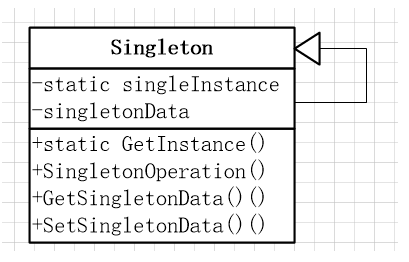 Singleton
-static singleInstance
-singletonData
+static GetInstance()
+SingletonOperation()
+GetSingletonData()()
+SetSingletonData()()